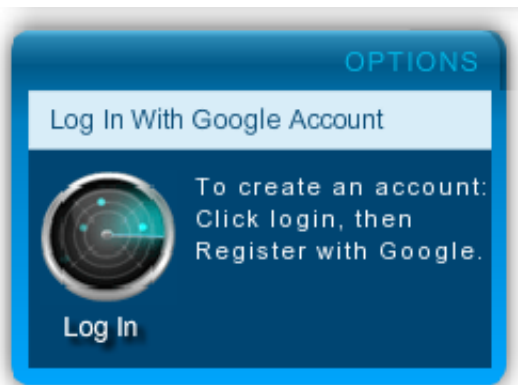 OPTIONS
Log In With Google Account
To create an account:
Click login, then
Register with Google.
Log In